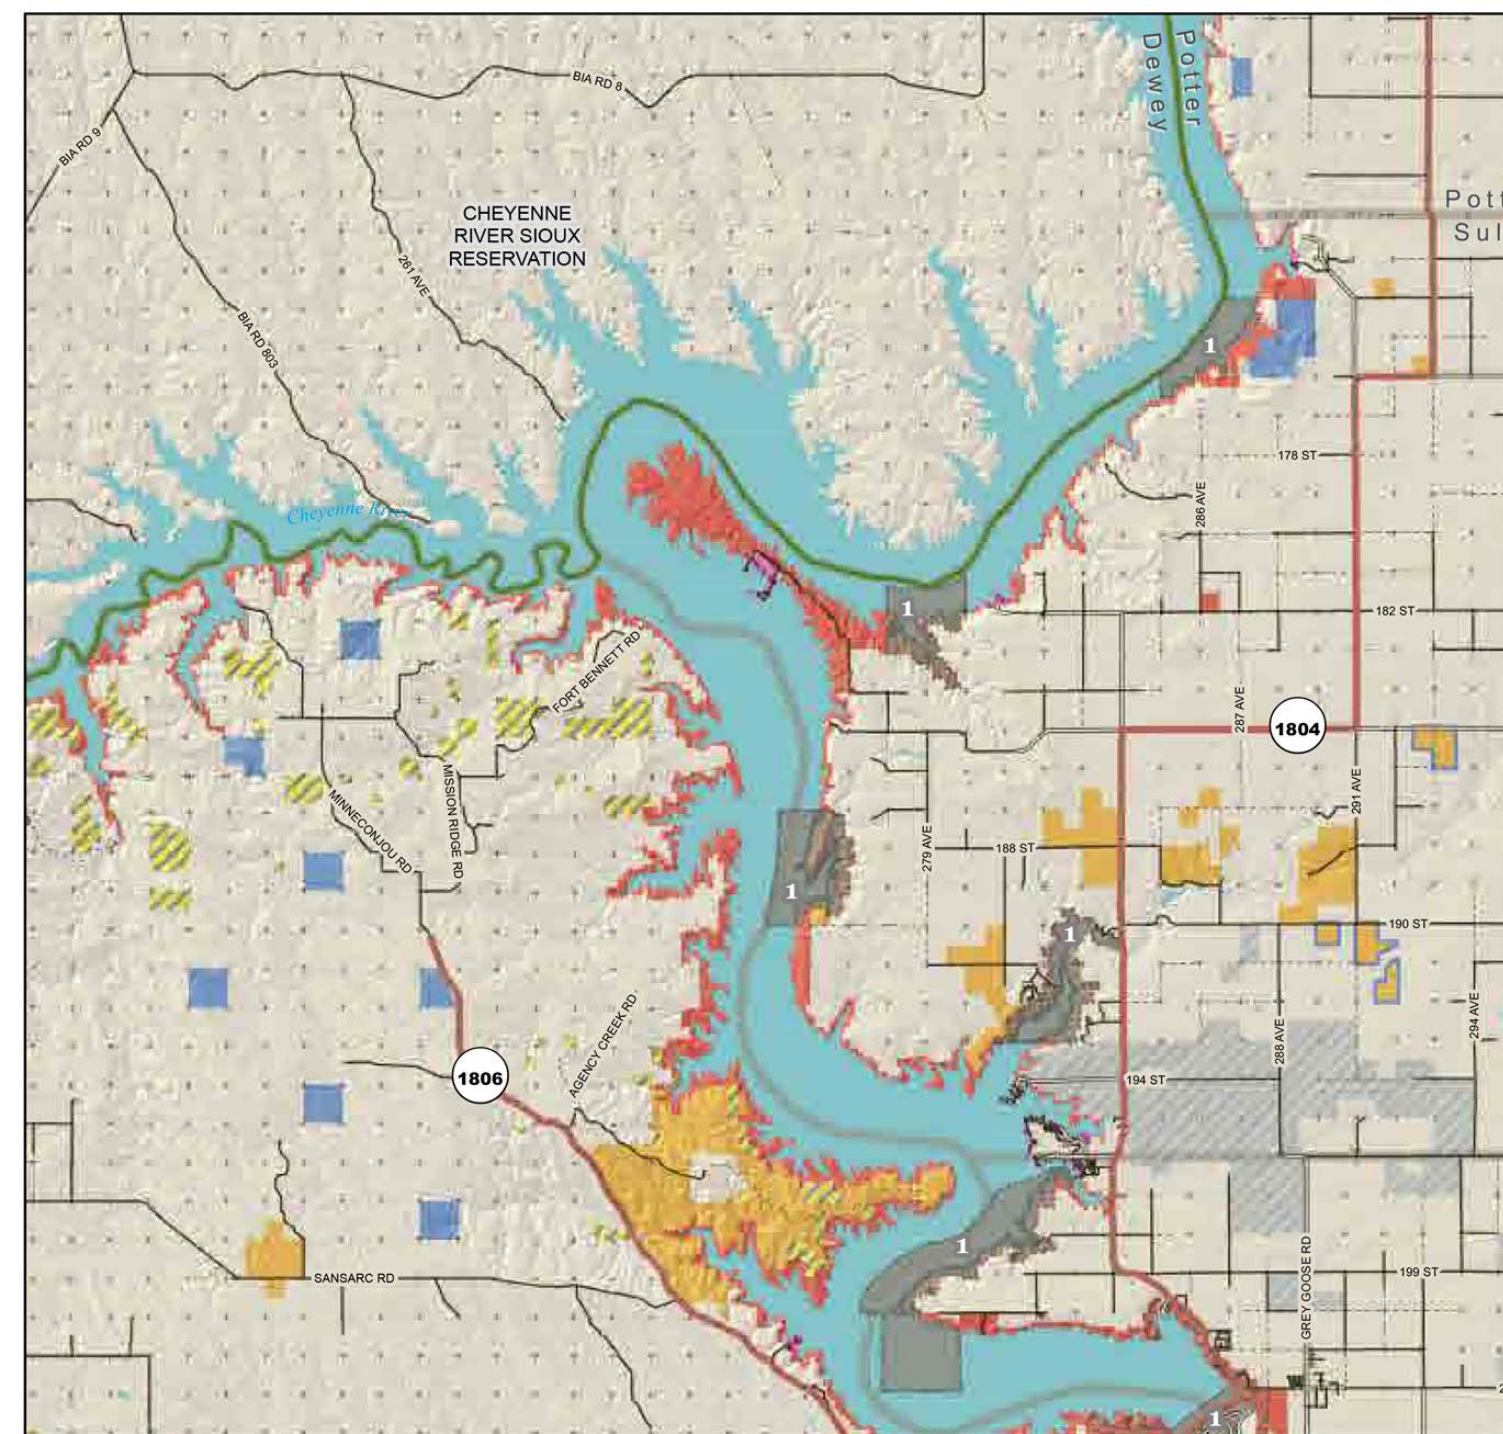 Potter
Dewey
BIA RD 8
BIA RD 9
Pott
Sul
CHEYENNE
RIVER SIOUX
RESERVATION
261 AVE
BIA RD 803
1
178 ST
286 AVE
Cheyenne River
1
182 ST
FORT BENNETT RD
287 AVE
1804
MISSION RIDGE RD
MINNECONJOU RD
291 AVE
279 AVE
188 ST
1
190 ST
1
AGENCY CREEK RD
288 AVE
294 AVE
1806
194 ST
1
GREY GOOSE RD
SANSARC RD
199 ST
2
1